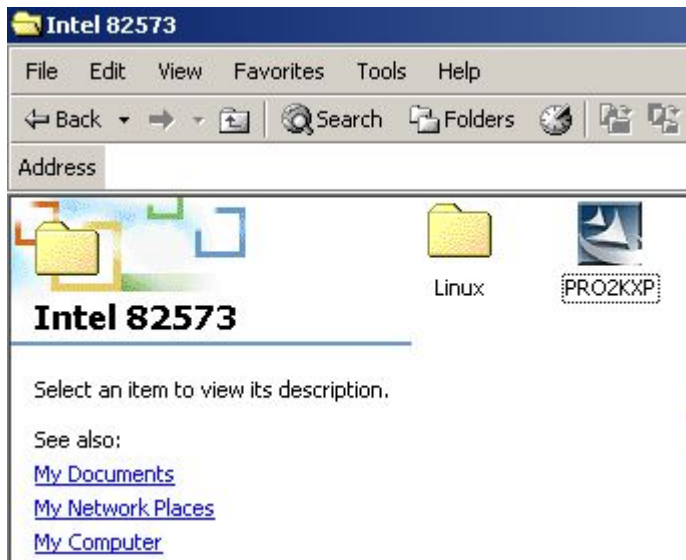 Intel 82573
File Edit View Favorites Tools Help
Back Search Folders
Address
Linux PRO2KXP
Intel 82573
Select an item to view its description.
See also:
My Documents
My Network Places
My Computer